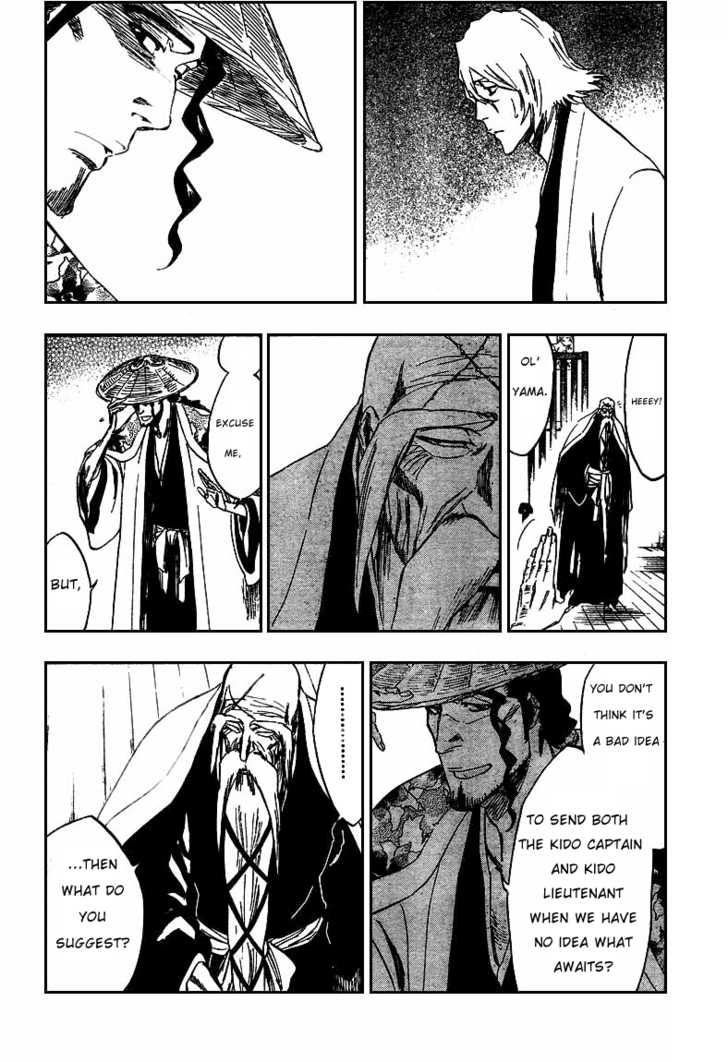 HEEEY!
OL'
YAMA.
EXCUSE
ME,
BUT,
YOU DON'T
THINK IT'S
A BAD IDEA
TO SEND BOTH
THE KIDO CAPTAIN
AND KIDO
LIEUTENANT
WHEN WE HAVE
NO IDEA WHAT
AWAITS?
..........
...THEN
WHAT DO
YOU
SUGGEST?